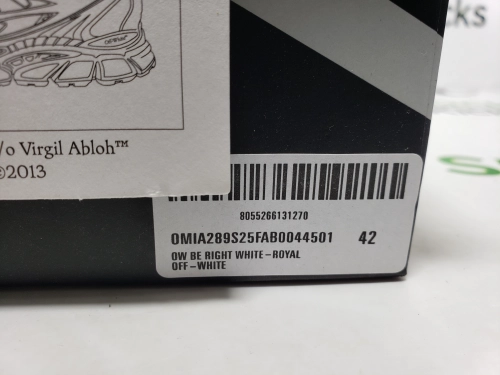 /o Virgil Abloh™
©2013
8055266131270
OMIA289S25FAB0044501 42
OW BE RIGHT WHITE-ROYAL
OFF-WHITE